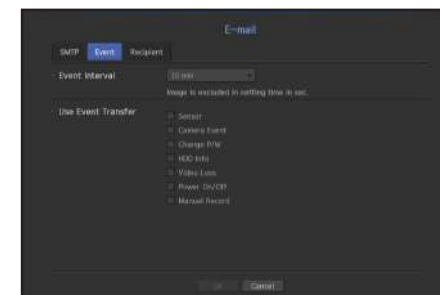 E-mail
SMTP Event Recipient
Event Interval
10 min
Image is excluded in setting time in sec.
Use Event Transfer
Sensor
Camera Event
Change P/W
HDD Info
Video Loss
Power On/Off
Manual Record
OK Cancel